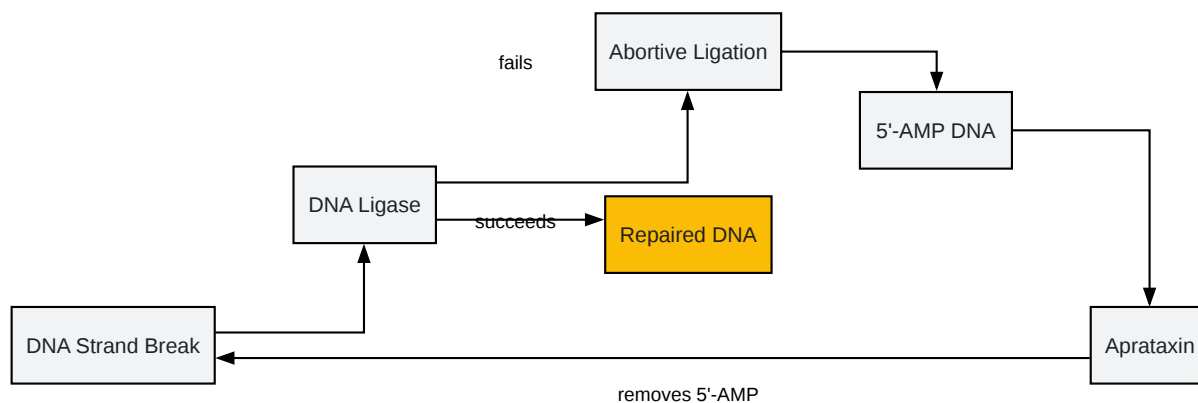 fails
Abortive Ligation
5'-AMP DNA
DNA Ligase
succeeds
Repaired DNA
DNA Strand Break
Aprataxin
removes 5'-AMP